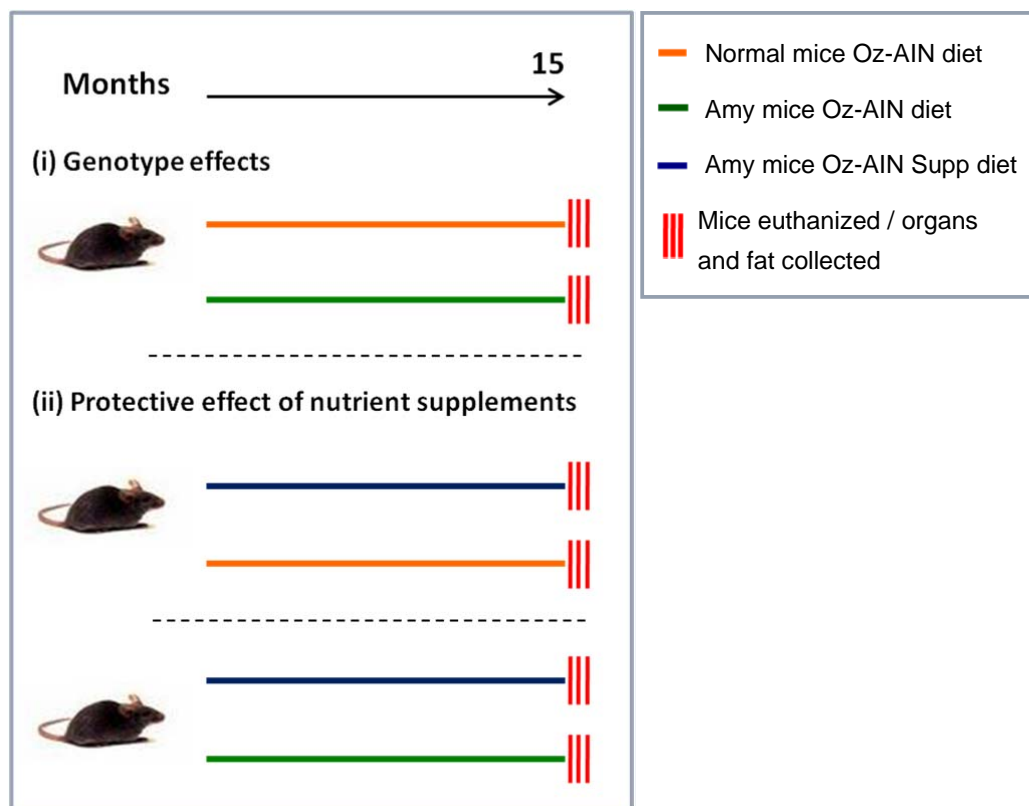 Months
15
(i) Genotype effects
(ii) Protective effect of nutrient supplements
Normal mice Oz-AIN diet
Amy mice Oz-AIN diet
Amy mice Oz-AIN Supp diet
Mice euthanized / organs
and fat collected